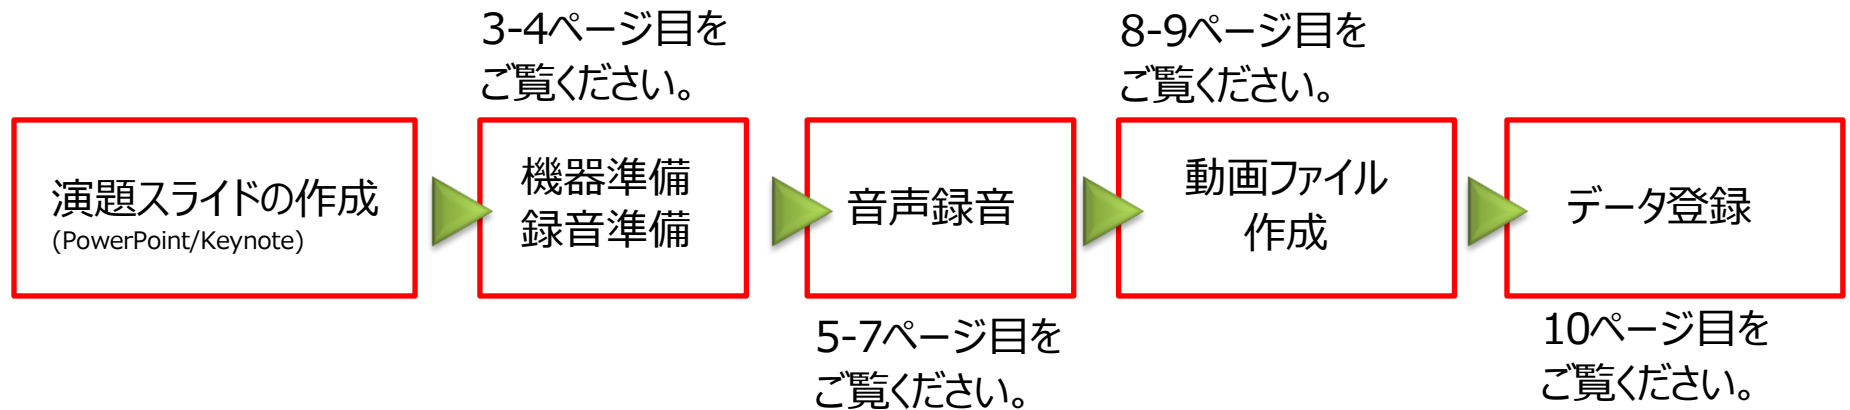 3-4ページ目を
ご覧ください。
8-9ページ目を
ご覧ください。
演題スライドの作成
(PowerPoint/Keynote)
機器準備
録音準備
音声録音
動画ファイル
作成
データ登録
5-7ページ目を
ご覧ください。
10ページ目を
ご覧ください。